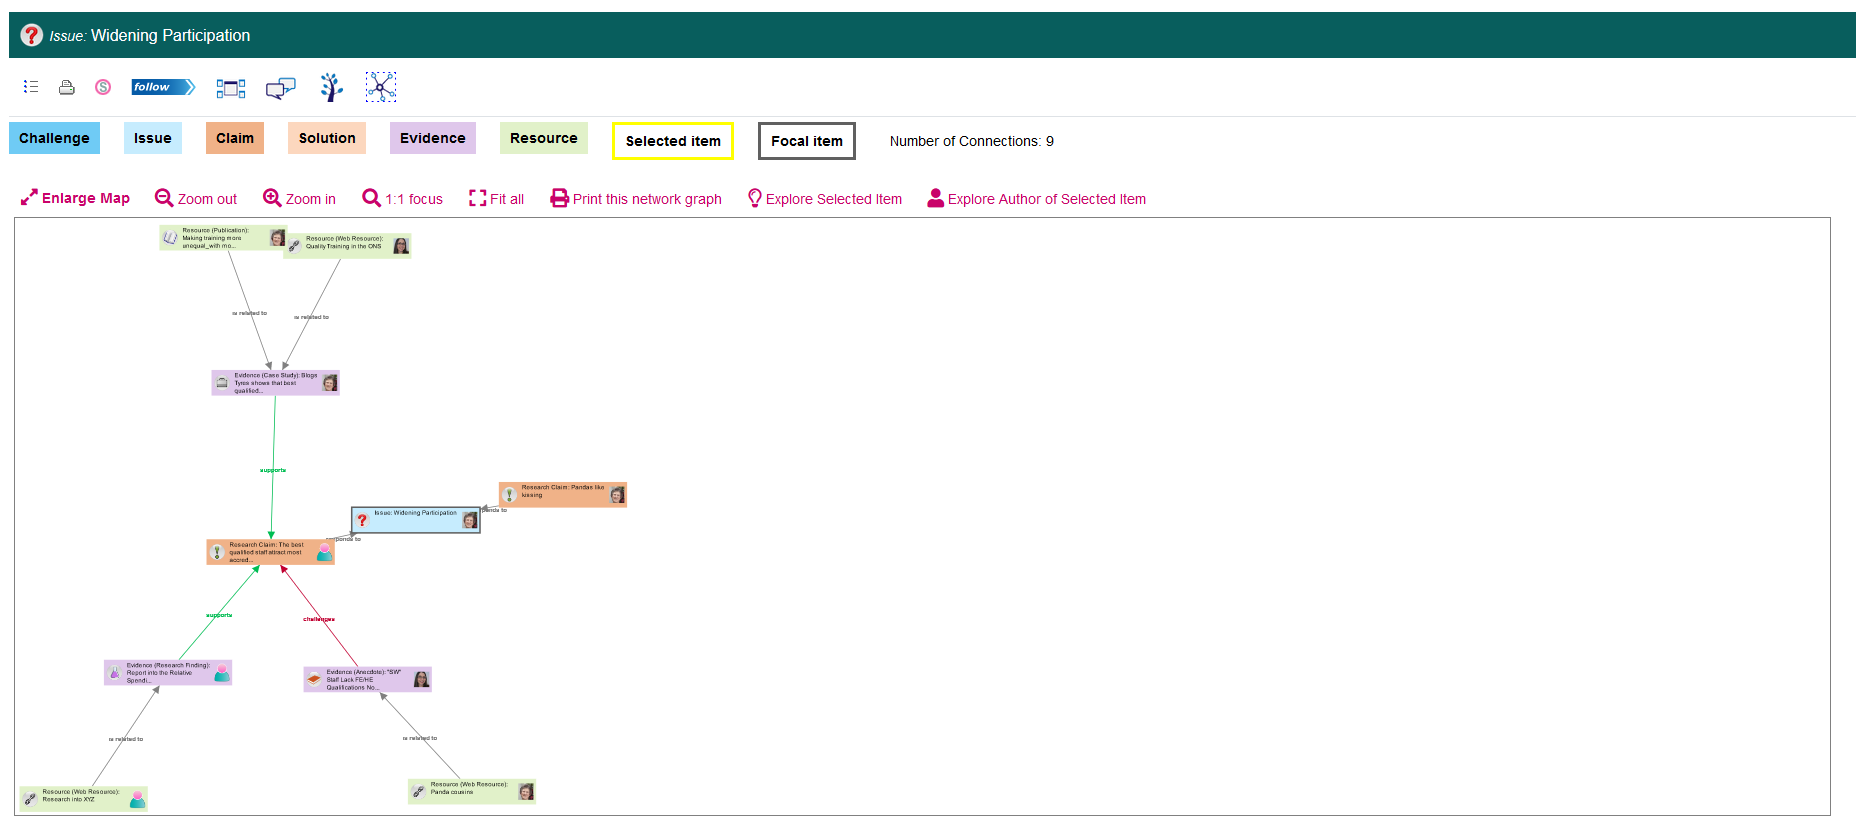 Issue: Widening Participation
follow
Challenge
Issue
Claim
Solution
Evidence
Resource
Selected item
Focal item
Number of Connections: 9
Enlarge Map
Zoom out
Zoom in
1:1 focus
Fit all
Print this network graph
Explore Selected Item
Explore Author of Selected Item
Resource (Publication):
Making training more
unequal_with mo...
Resource (Web Resource):
Quality Training in the ONS
is related to
is related to
Evidence (Case Study): Blogs
Tyres shows that best
qualified...
supports
Research Claim: Pandas like
kissing
ponds to
Issue: Widening Participation
responds to
Research Claim: The best
qualified staff attract most
accred...
supports
challenges
Evidence (Research Finding):
Report into the Relative
Spendi...
Evidence (Anecdote): "SW"
Staff Lack FE/HE
Qualifications No...
is related to
is related to
Resource (Web Resource):
Research into XYZ
Resource (Web Resource):
Panda cousins